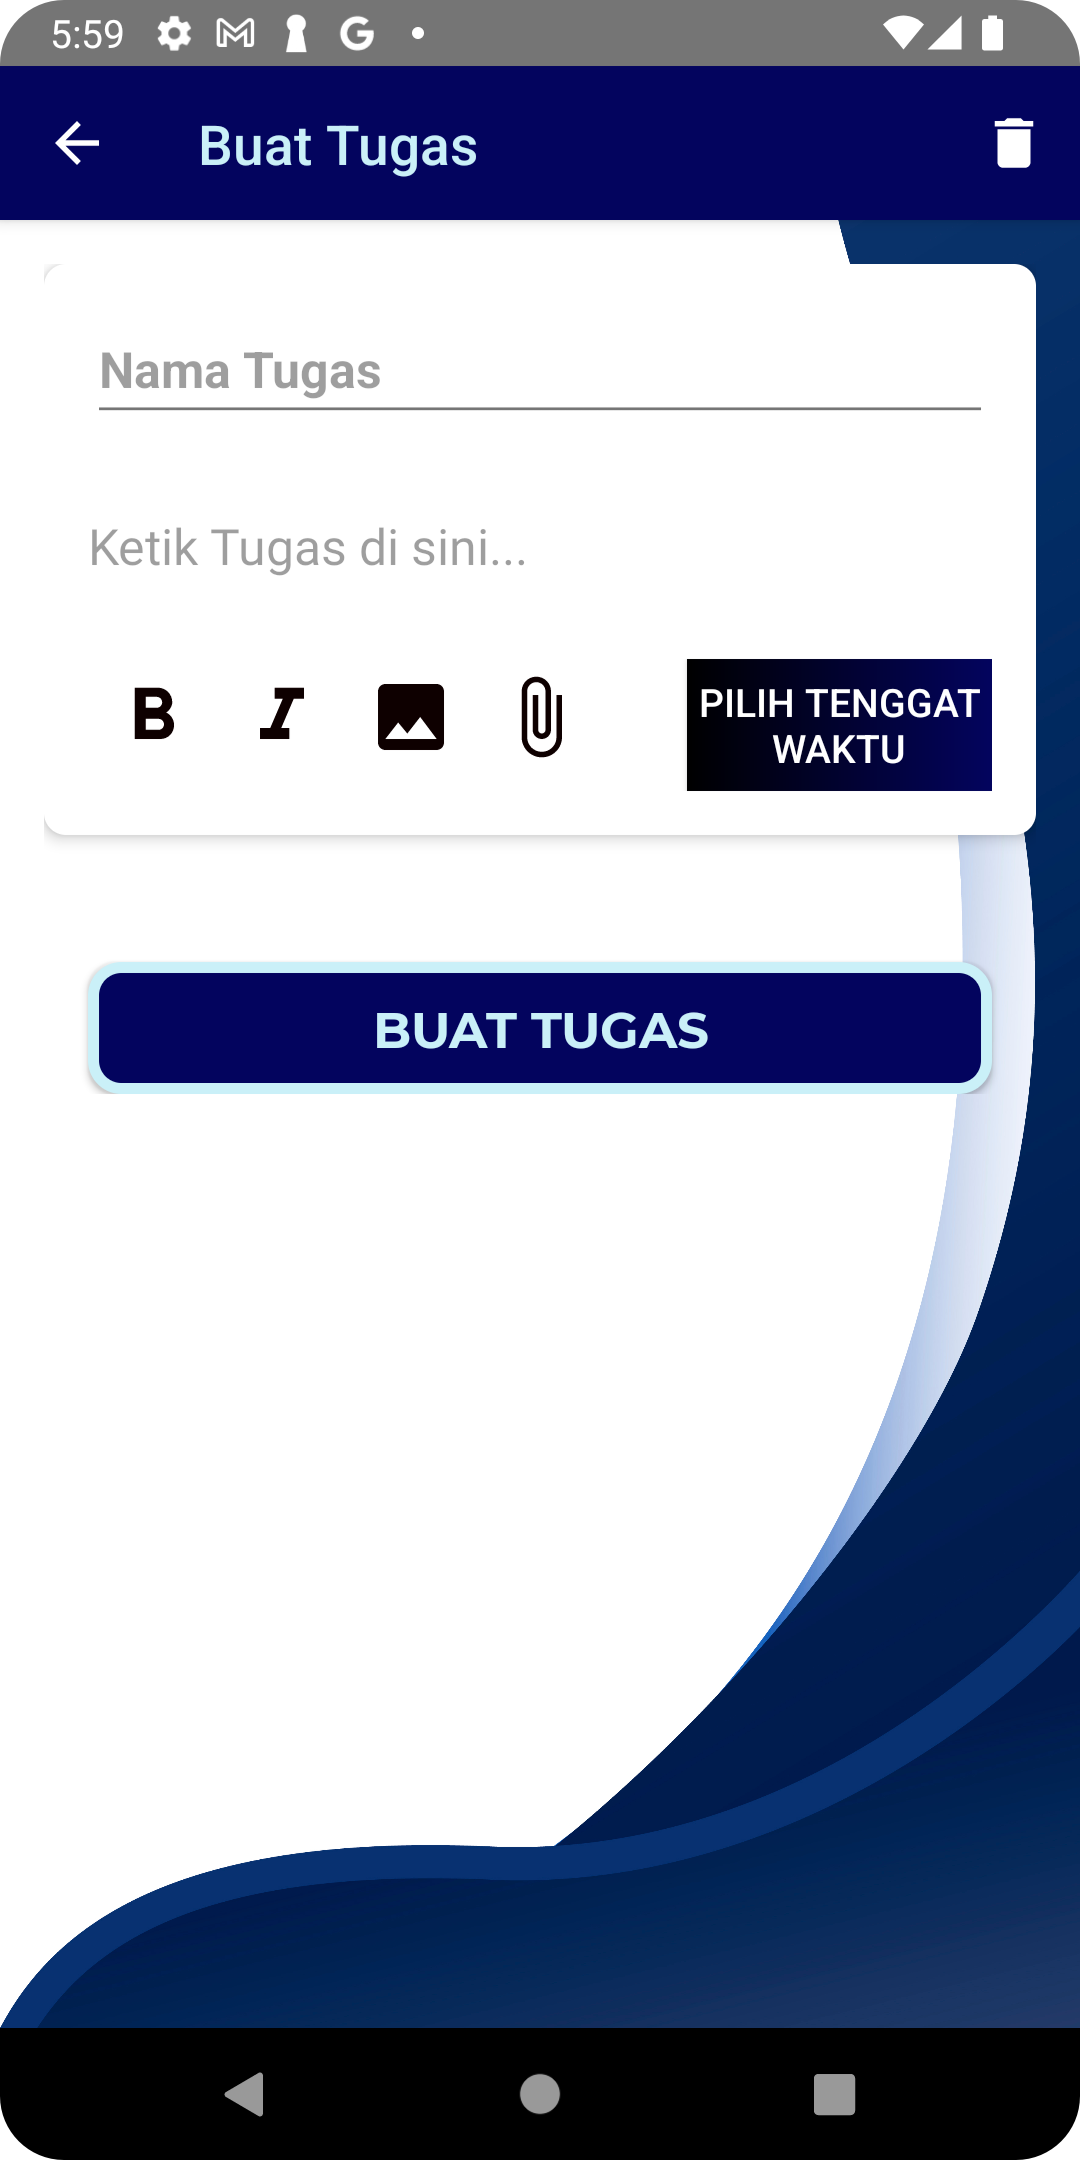 5:59
Buat Tugas
Nama Tugas
Ketik Tugas di sini...
B I
PILIH TENGGAT
WAKTU
BUAT TUGAS